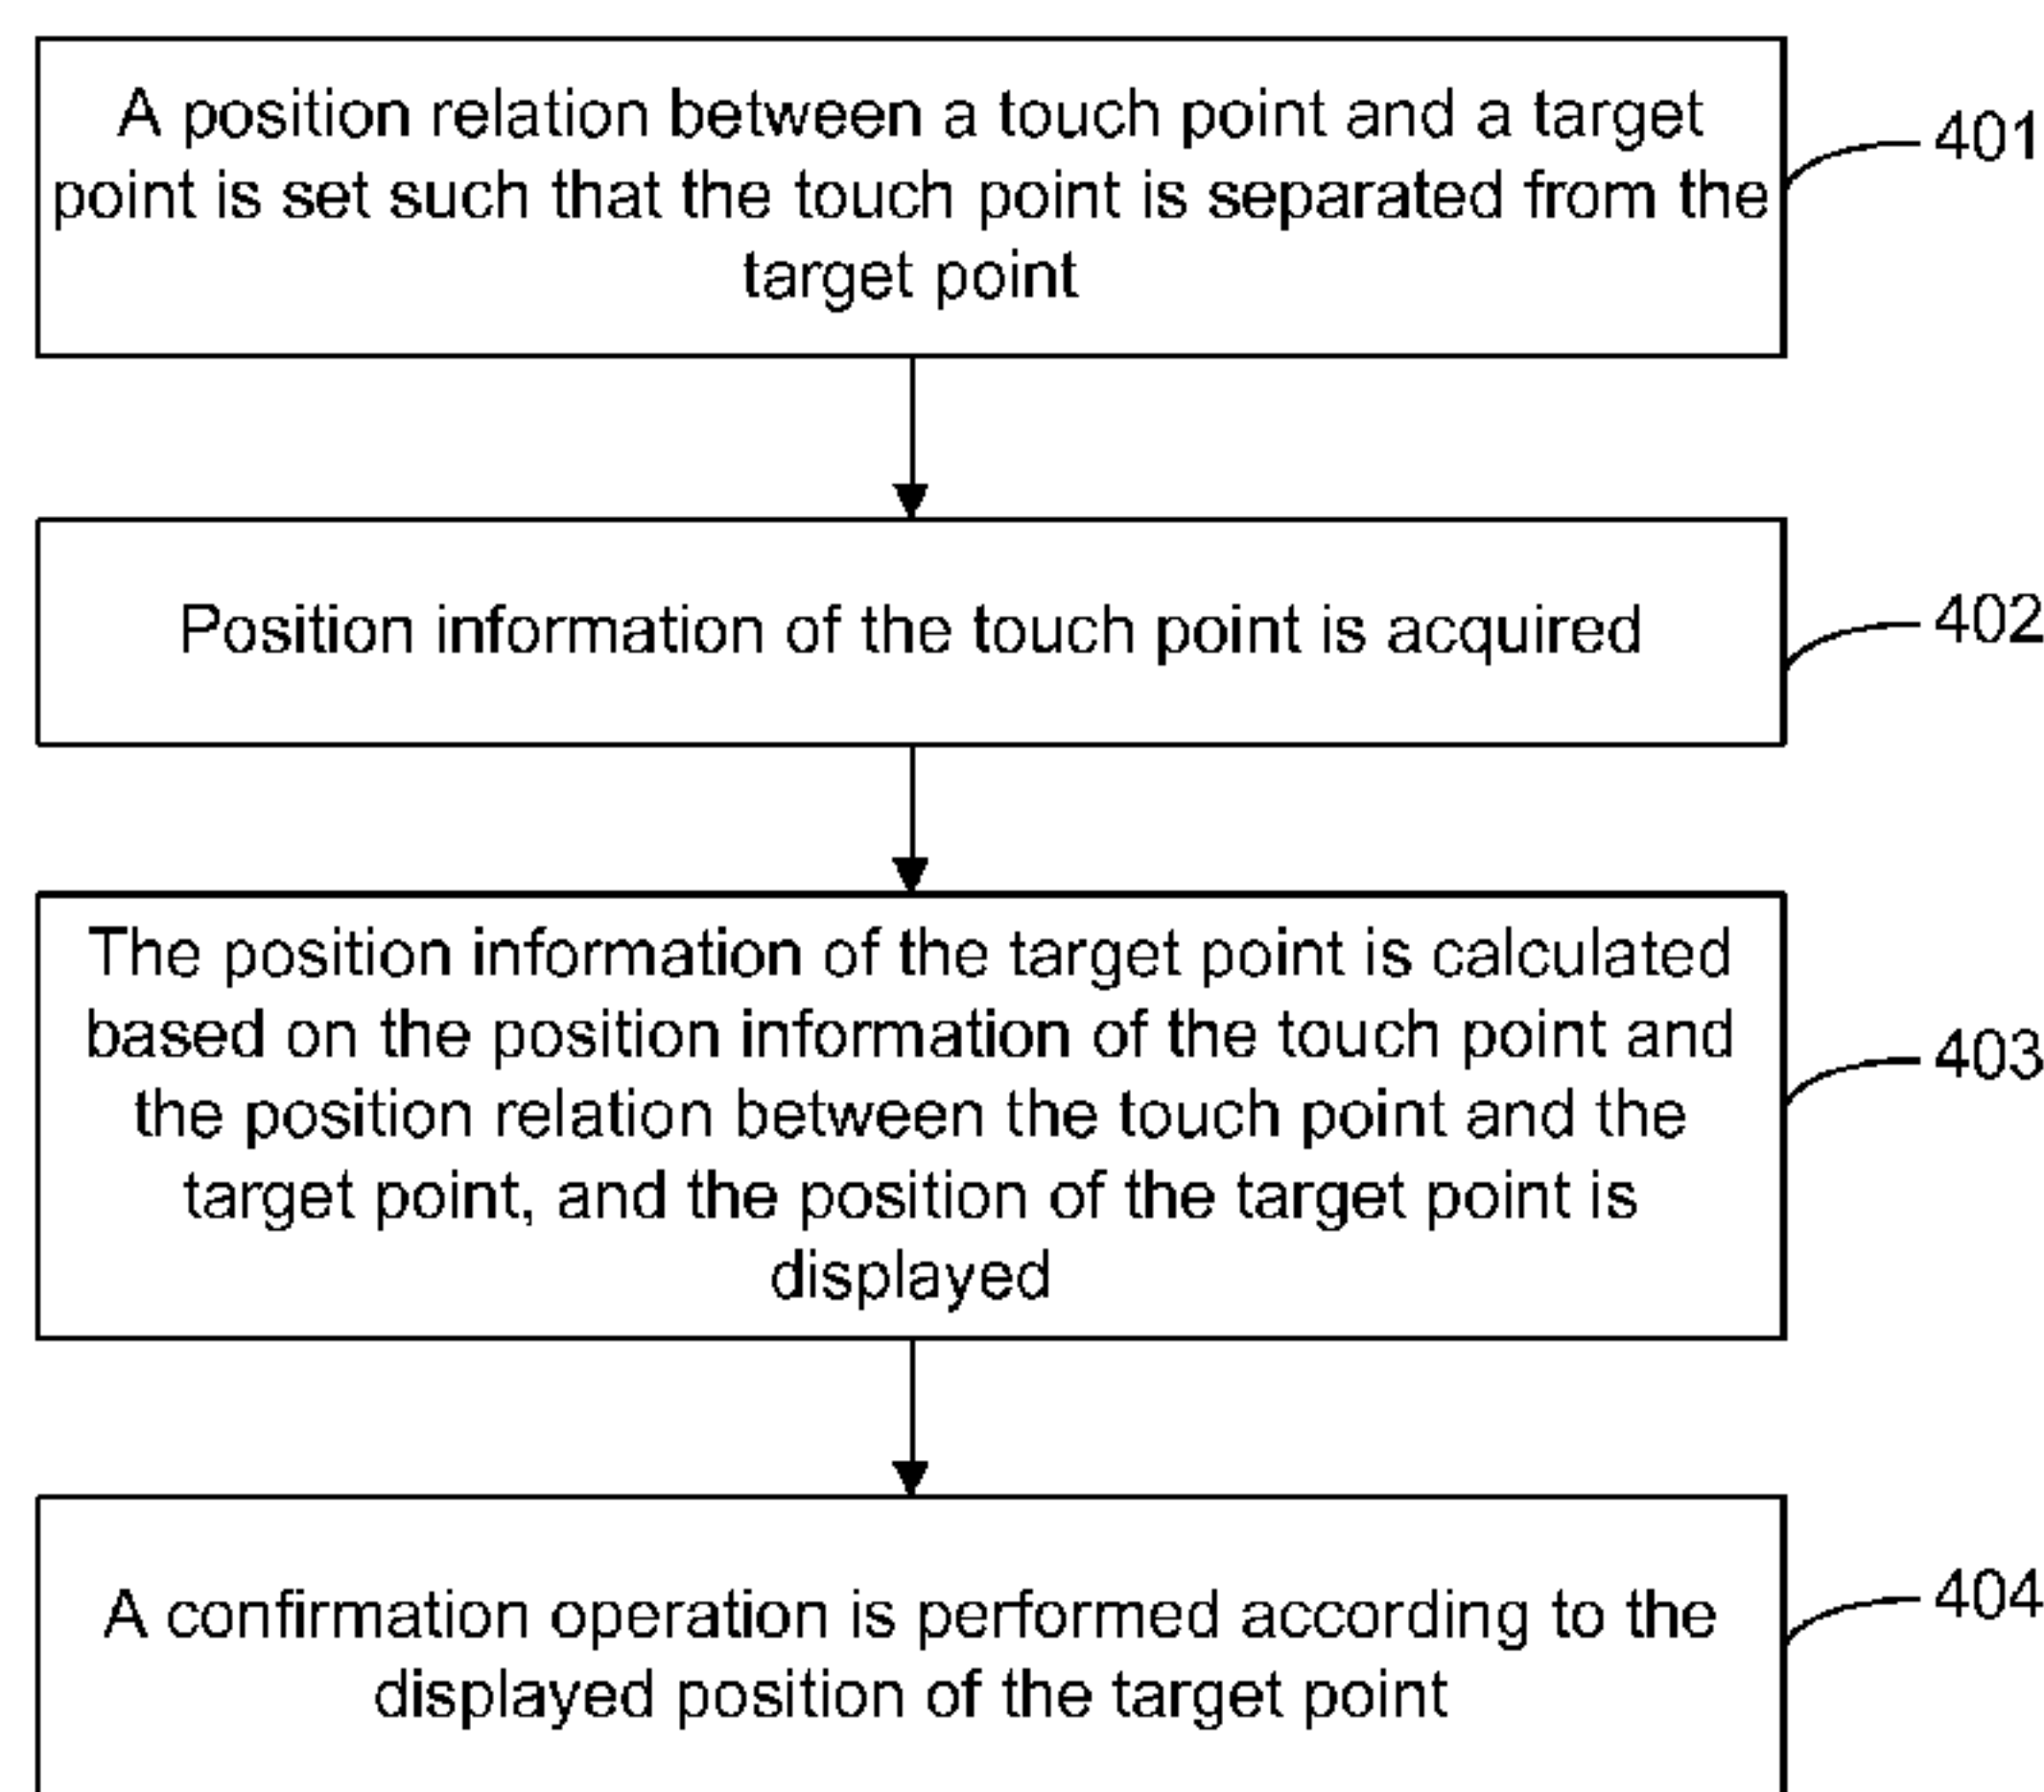 A position relation between a touch point and a target
point is set such that the touch point is separated from the
target point
401
Position information of the touch point is acquired
402
The position information of the target point is calculated
based on the position information of the touch point and
the position relation between the touch point and the
target point, and the position of the target point is
displayed
403
A confirmation operation is performed according to the
displayed position of the target point
404